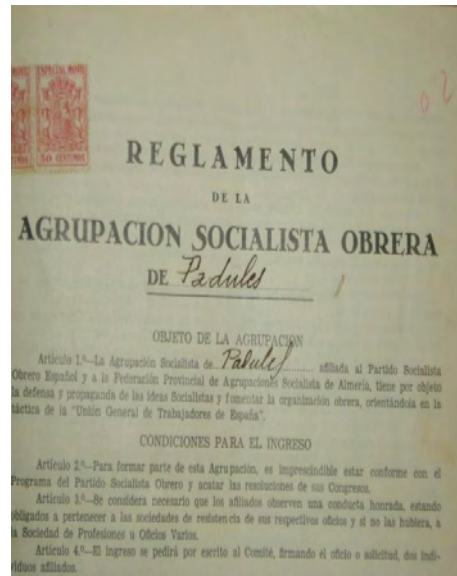 ESPECIAL MOVIL
50 CENTIMOS
REGLAMENTO
DE LA
AGRUPACION SOCIALISTA OBRERA
DE Padules
OBJETO DE LA AGRUPACIÓN
Artículo 1.º—La Agrupación Socialista de Padules afiliada al Partido Socialista
Obrero Español y a la Federación Provincial de Agrupaciones Socialista de Almería, tiene por objeto
la defensa y propaganda de las ideas Socialistas y fomentar la organización obrera, orientándola en la
táctica de la "Unión General de Trabajadores de España".
CONDICIONES PARA EL INGRESO
Artículo 2.º—Para formar parte de esta Agrupación, es imprescindible estar conforme con el
Programa del Partido Socialista Obrero y acatar las resoluciones de sus Congresos.
Artículo 3.º—Se considera necesario que los afiliados observen una conducta honrada, estando
obligados a pertenecer a las sociedades de resistencia de sus respectivos oficios y si no las hubiera, a
la Sociedad de Profesiones u Oficios Varios.
Artículo 4.º—El ingreso se pedirá por escrito al Comité, firmando el oficio o solicitud, dos indi-
viduos afiliados.